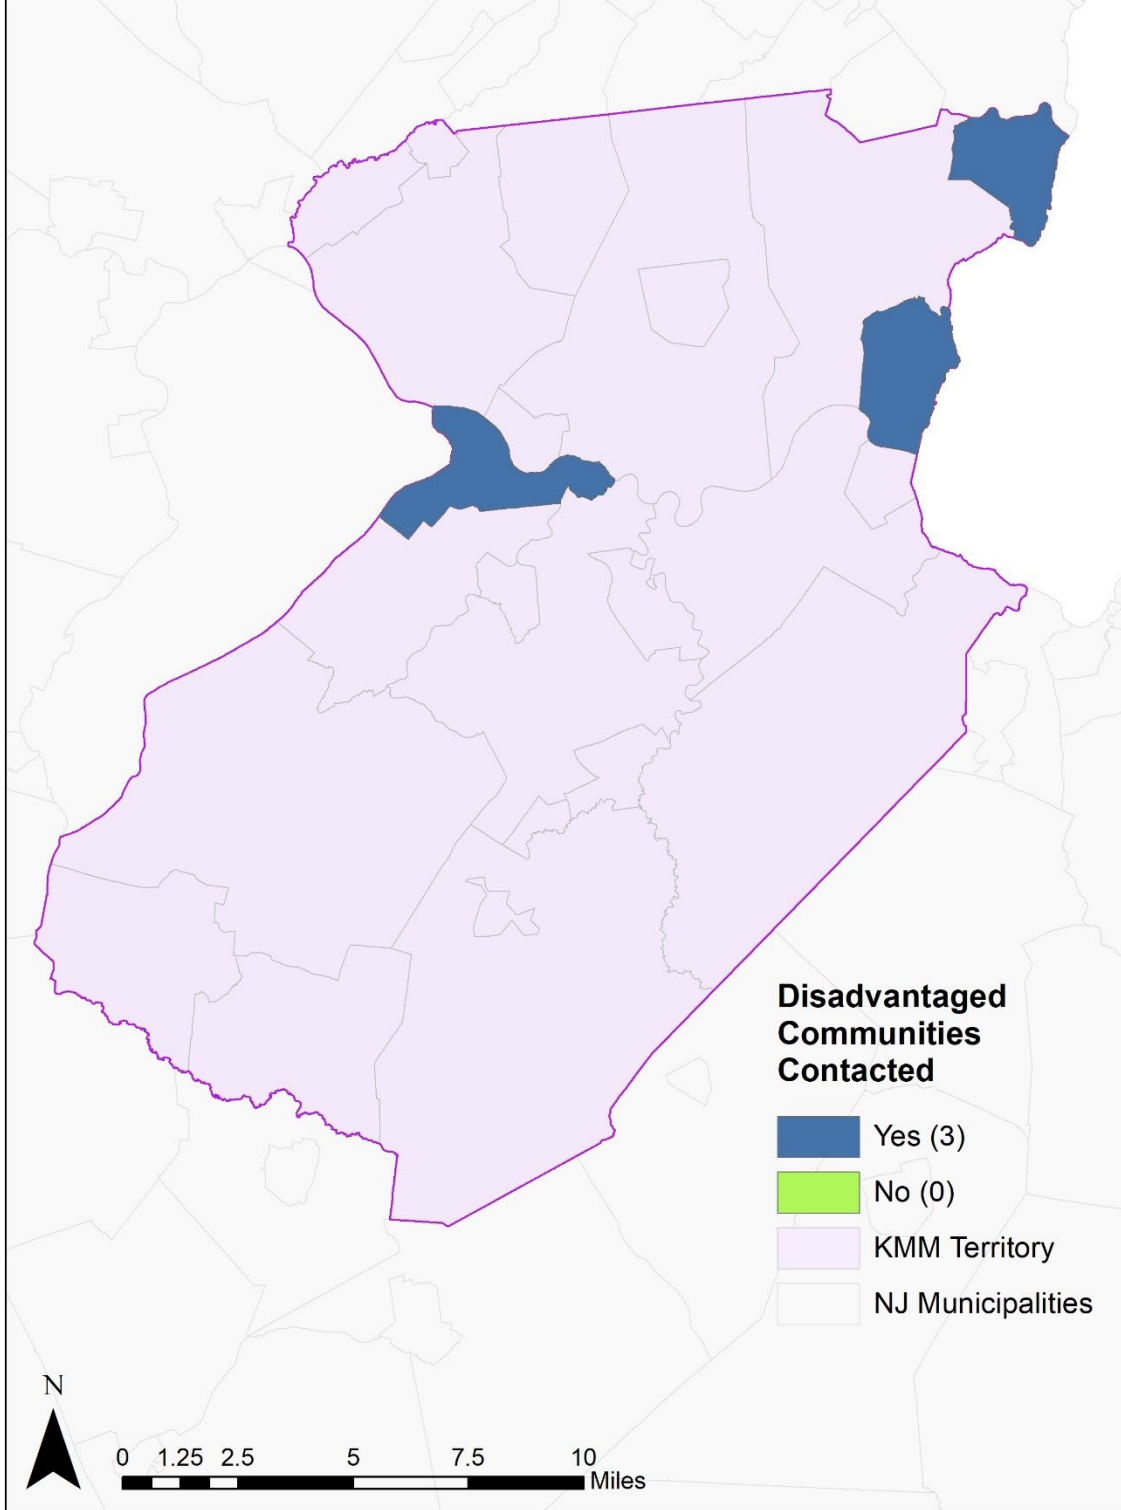 Disadvantaged
Communities
Contacted
Yes (3)
No (0)
KMM Territory
NJ Municipalities
N
0 1.25 2.5 5 7.5 10
Miles